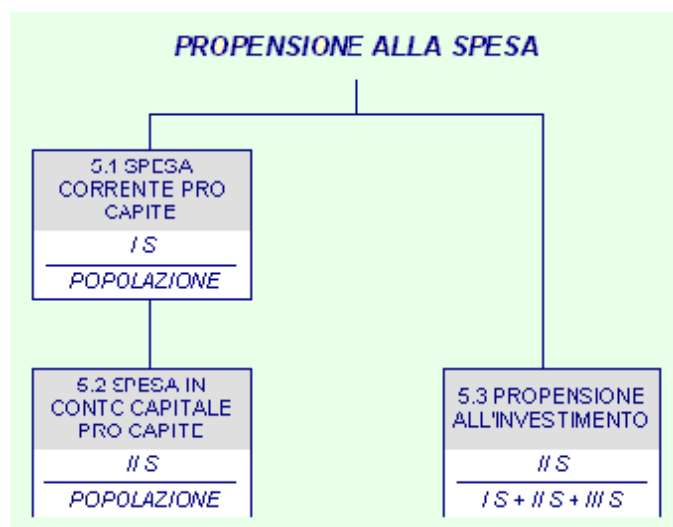 PROPENSIONE ALLA SPESA
5.1 SPESA
CORRENTE PRO
CAPITE
I S
POPOLAZIONE
5.2 SPESA IN
CONTO CAPITALE
PRO CAPITE
II S
POPOLAZIONE
5.3 PROPENSIONE
ALL'INVESTIMENTO
II S
I S + II S + III S